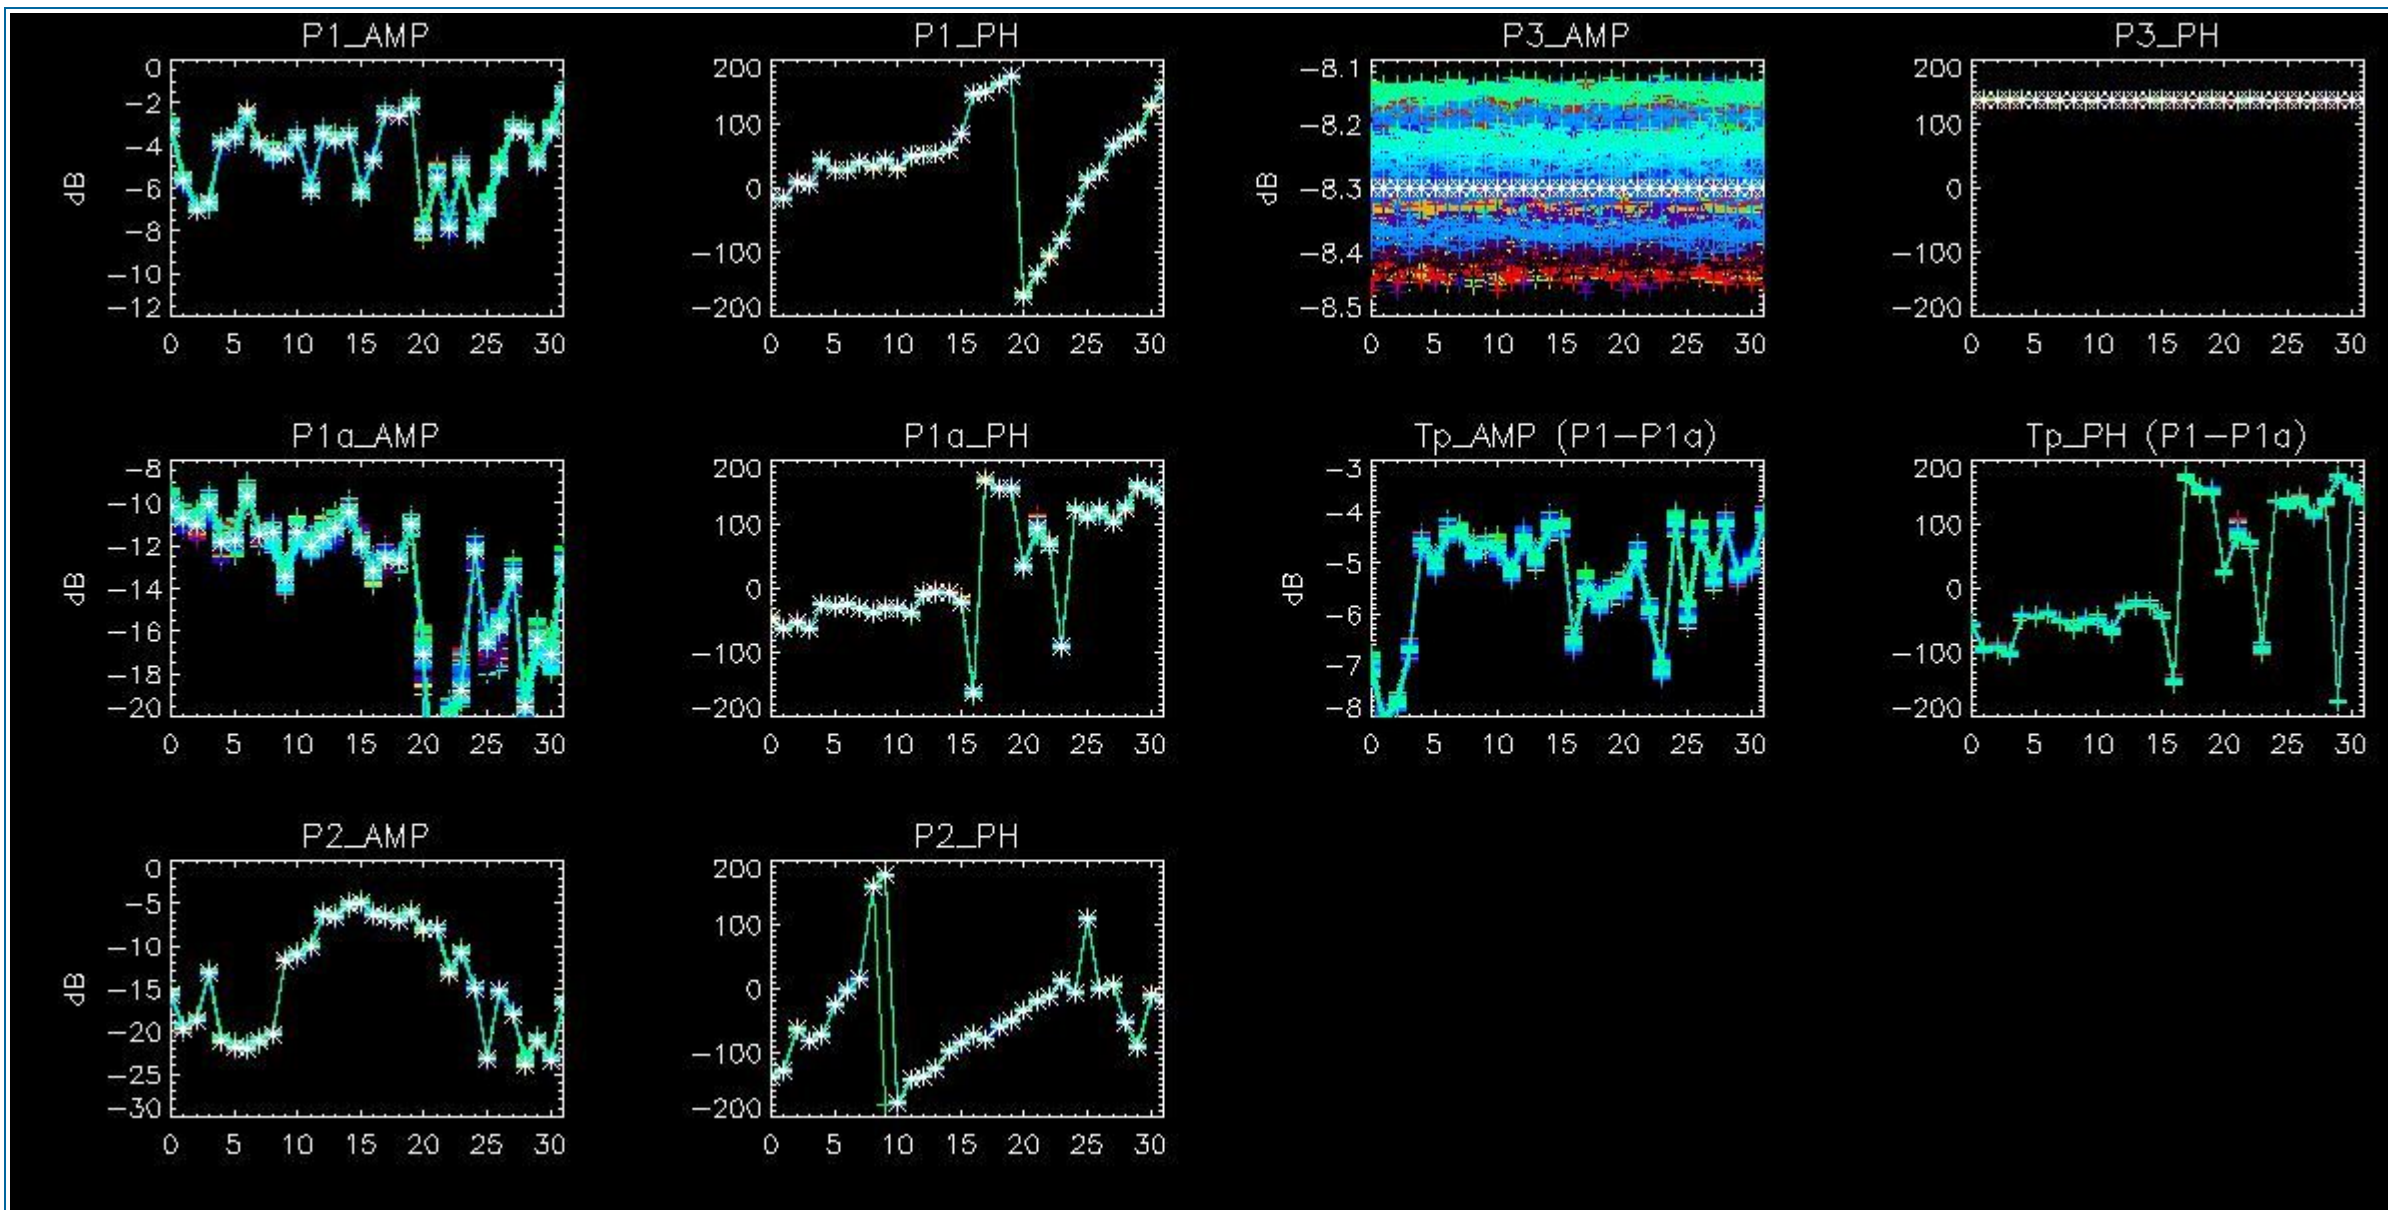 P1_AMP P1_PH P3_AMP P3_PH
0 200 −8.1 200
−2
−4 100 −8.2 100
dB −6 0 dB −8.3 0
−8
−10 −100 −8.4 −100
−12 −200 −8.5 −200
0 5 10 15 20 25 30 0 5 10 15 20 25 30 0 5 10 15 20 25 30 0 5 10 15 20 25 30
P1a_AMP P1a_PH Tp_AMP (P1−P1a) Tp_PH (P1−P1a)
−8 200 −3 200
−10
−12 100 −4 100
dB −14 0 dB −5 0
−16 −6
−18 −100 −7 −100
−20 −200 −8 −200
0 5 10 15 20 25 30 0 5 10 15 20 25 30 0 5 10 15 20 25 30 0 5 10 15 20 25 30
P2_AMP P2_PH
0 200
−5 100
−10
dB −15 0
−20 −100
−25
−30 −200
0 5 10 15 20 25 30 0 5 10 15 20 25 30